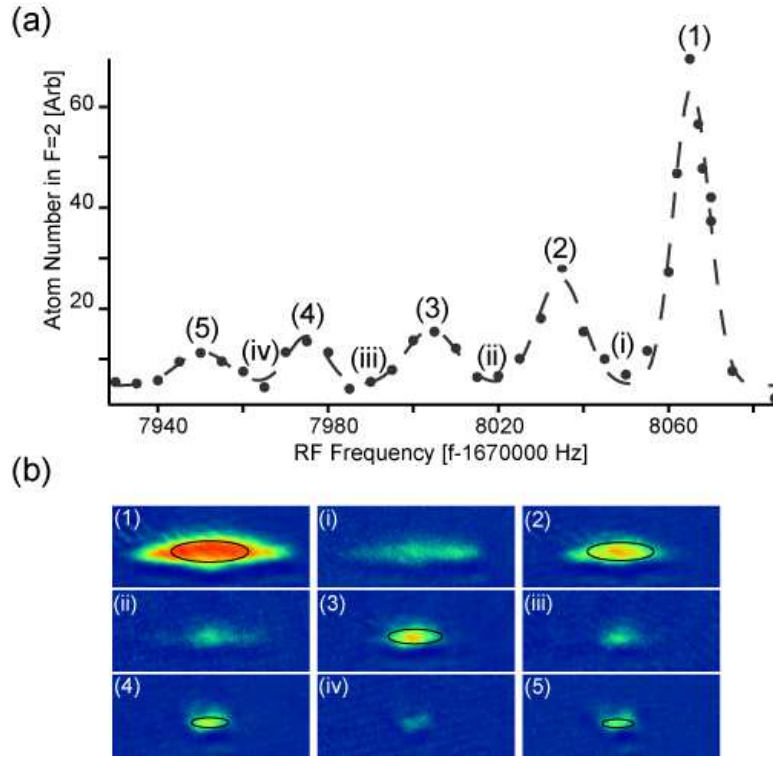 (a)
Atom Number in F=2 [Arb]
60
40
20
(1)
(2)
(3)
(4)
(5)
(i)
(ii)
(iii)
(iv)
7940
7980
8020
8060
RF Frequency [f-1670000 Hz]
(b)
(1)
(i)
(2)
(ii)
(3)
(iii)
(4)
(iv)
(5)